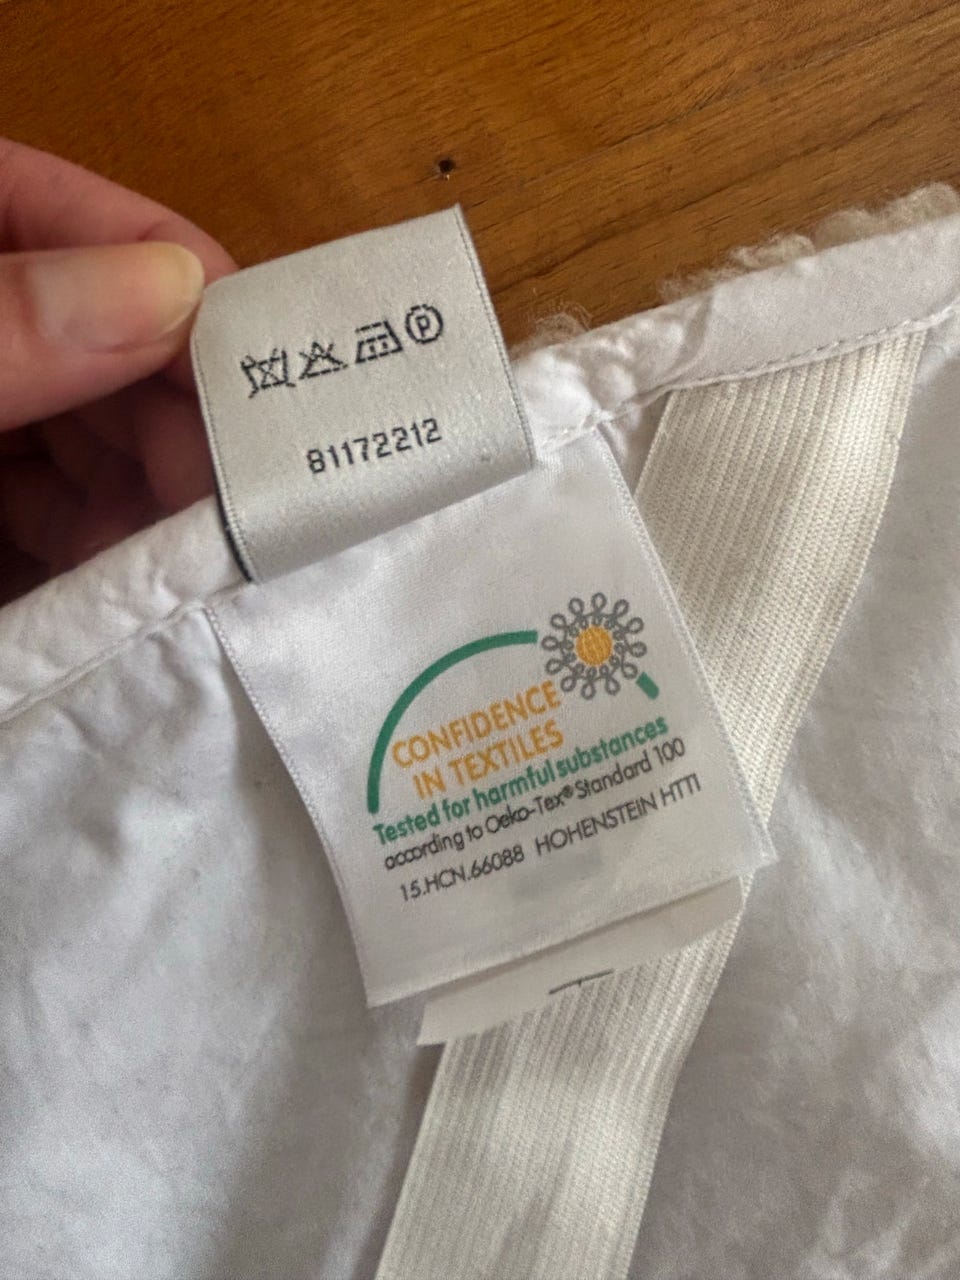 P
81172212
CONFIDENCE
IN TEXTILES
Tested for harmful substances
according to Oeko-Tex® Standard 100
15.HCN.66088 HOHENSTEIN HTTI